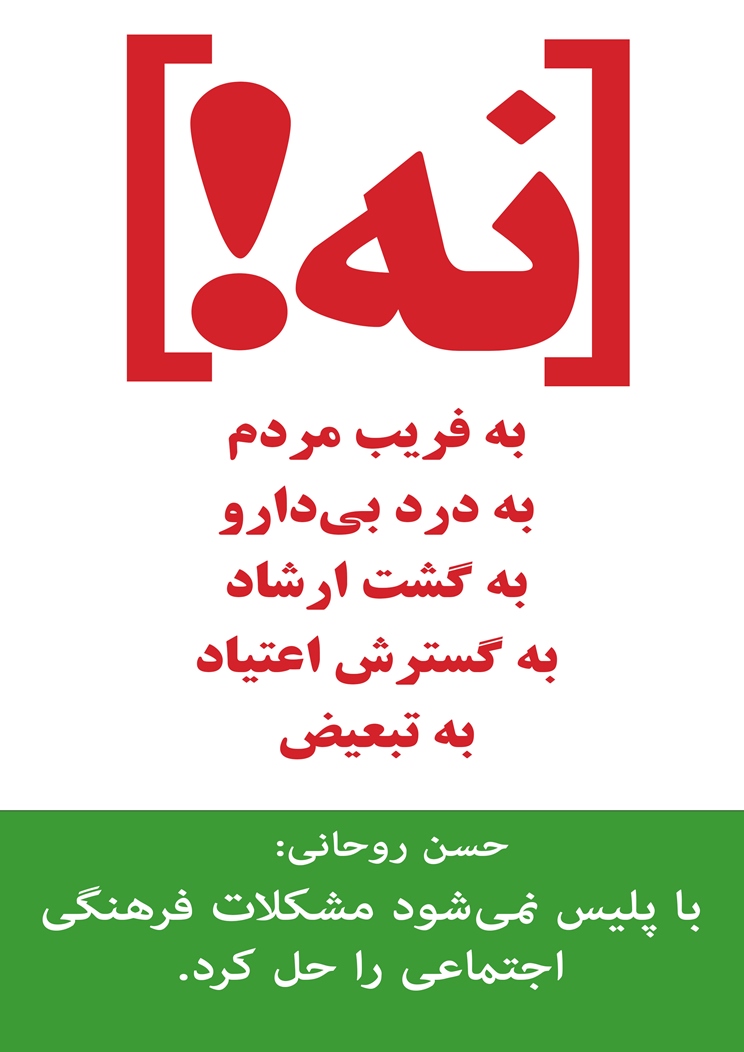 [نه!]
به فریب مردم
به درد بی‌دارو
به گشت ارشاد
به گسترش اعتیاد
به تبعیض
حسن روحانی:
با پلیس نمی‌شود مشکلات فرهنگی
اجتماعی را حل کرد.